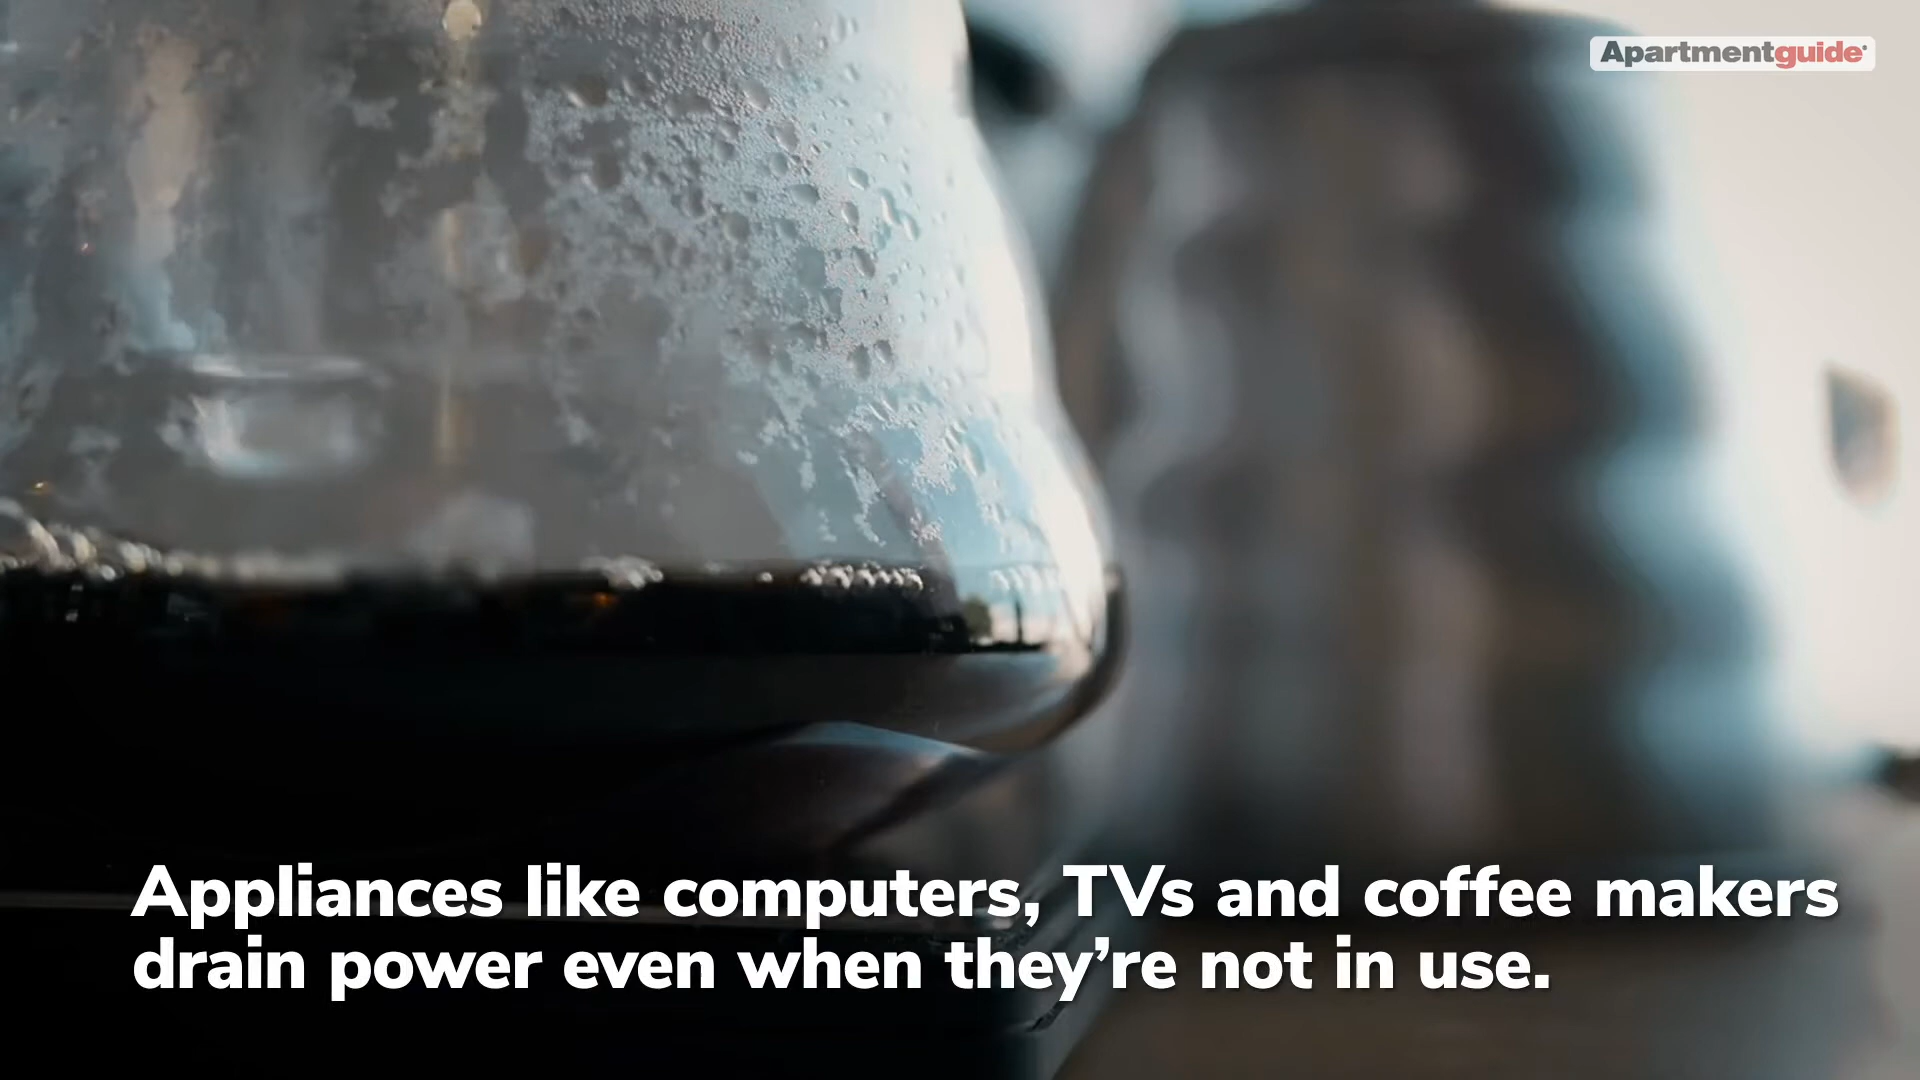 Apartmentguide
Appliances like computers, TVs and coffee makers
drain power even when they’re not in use.